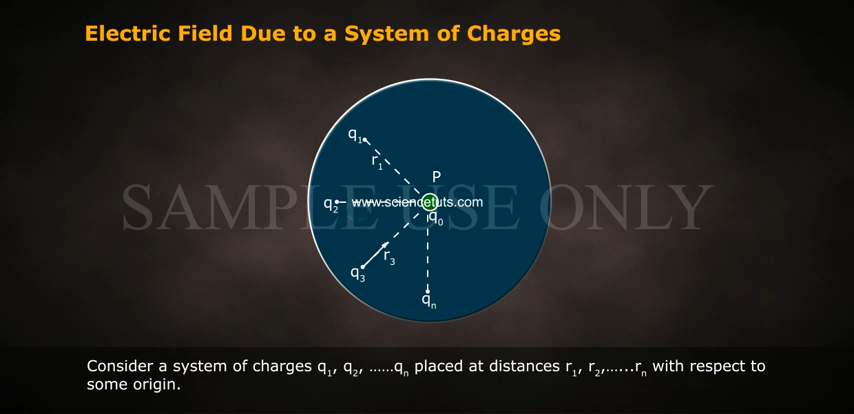 Electric Field Due to a System of Charges
q1
r1
P
SAMPLE USE ONLY
q2
www.sciencetuts.com
q0
r3
q3
qn
Consider a system of charges q1, q2, ......qn placed at distances r1, r2,......rn with respect to
some origin.